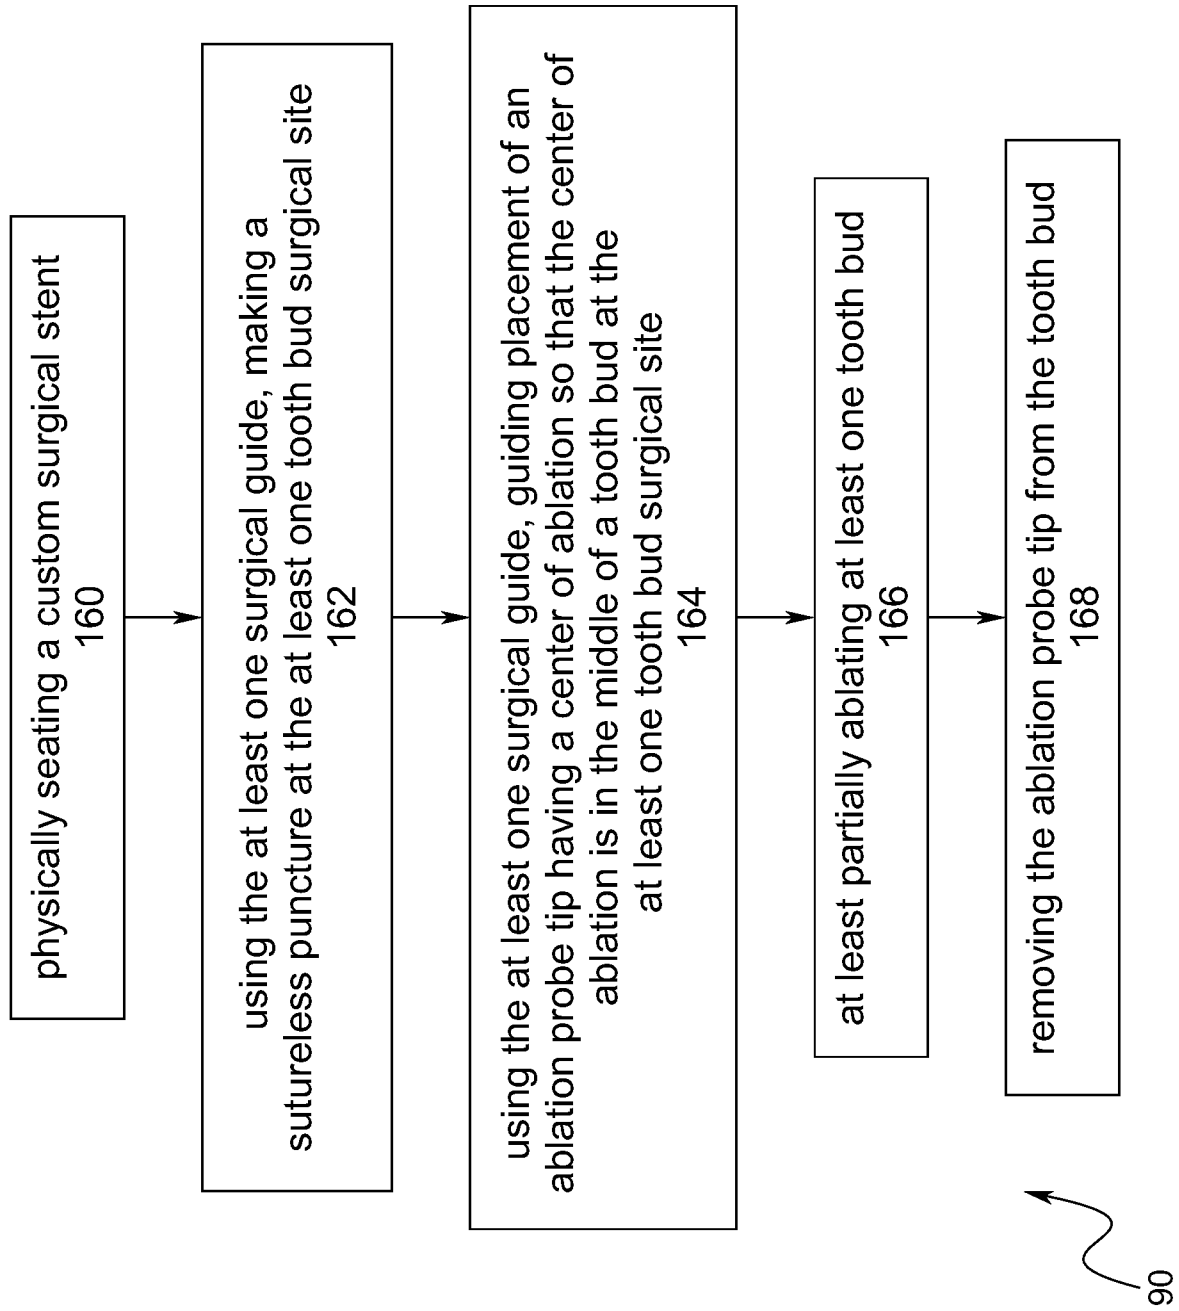 physically seating a custom surgical stent
160
using the at least one surgical guide, making a
sutureless puncture at the at least one tooth bud surgical site
162
using the at least one surgical guide, guiding placement of an
ablation probe tip having a center of ablation so that the center of
ablation is in the middle of a tooth bud at the
at least one tooth bud surgical site
164
at least partially ablating at least one tooth bud
166
removing the ablation probe tip from the tooth bud
168
90